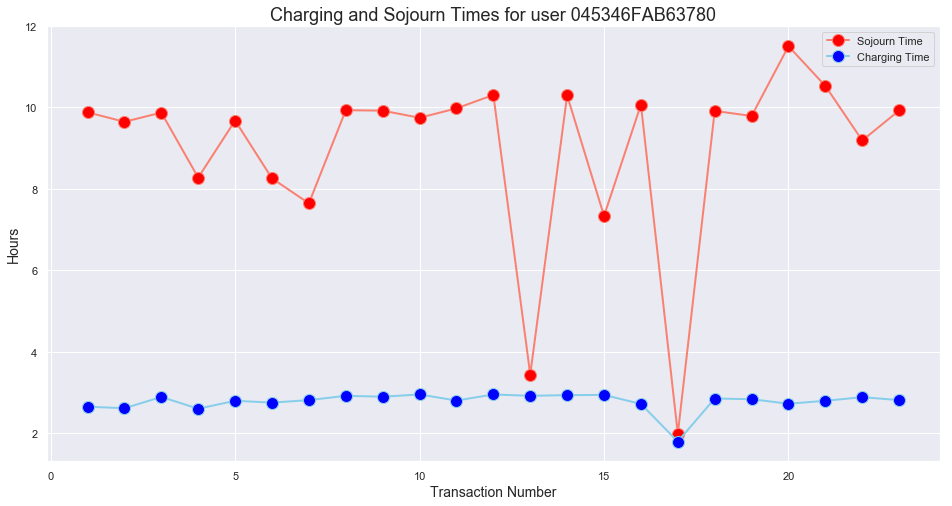 Charging and Sojourn Times for user 045346FAB63780
Sojourn Time
Charging Time
Hours
12
10
8
6
4
2
0
5
10
15
20
Transaction Number